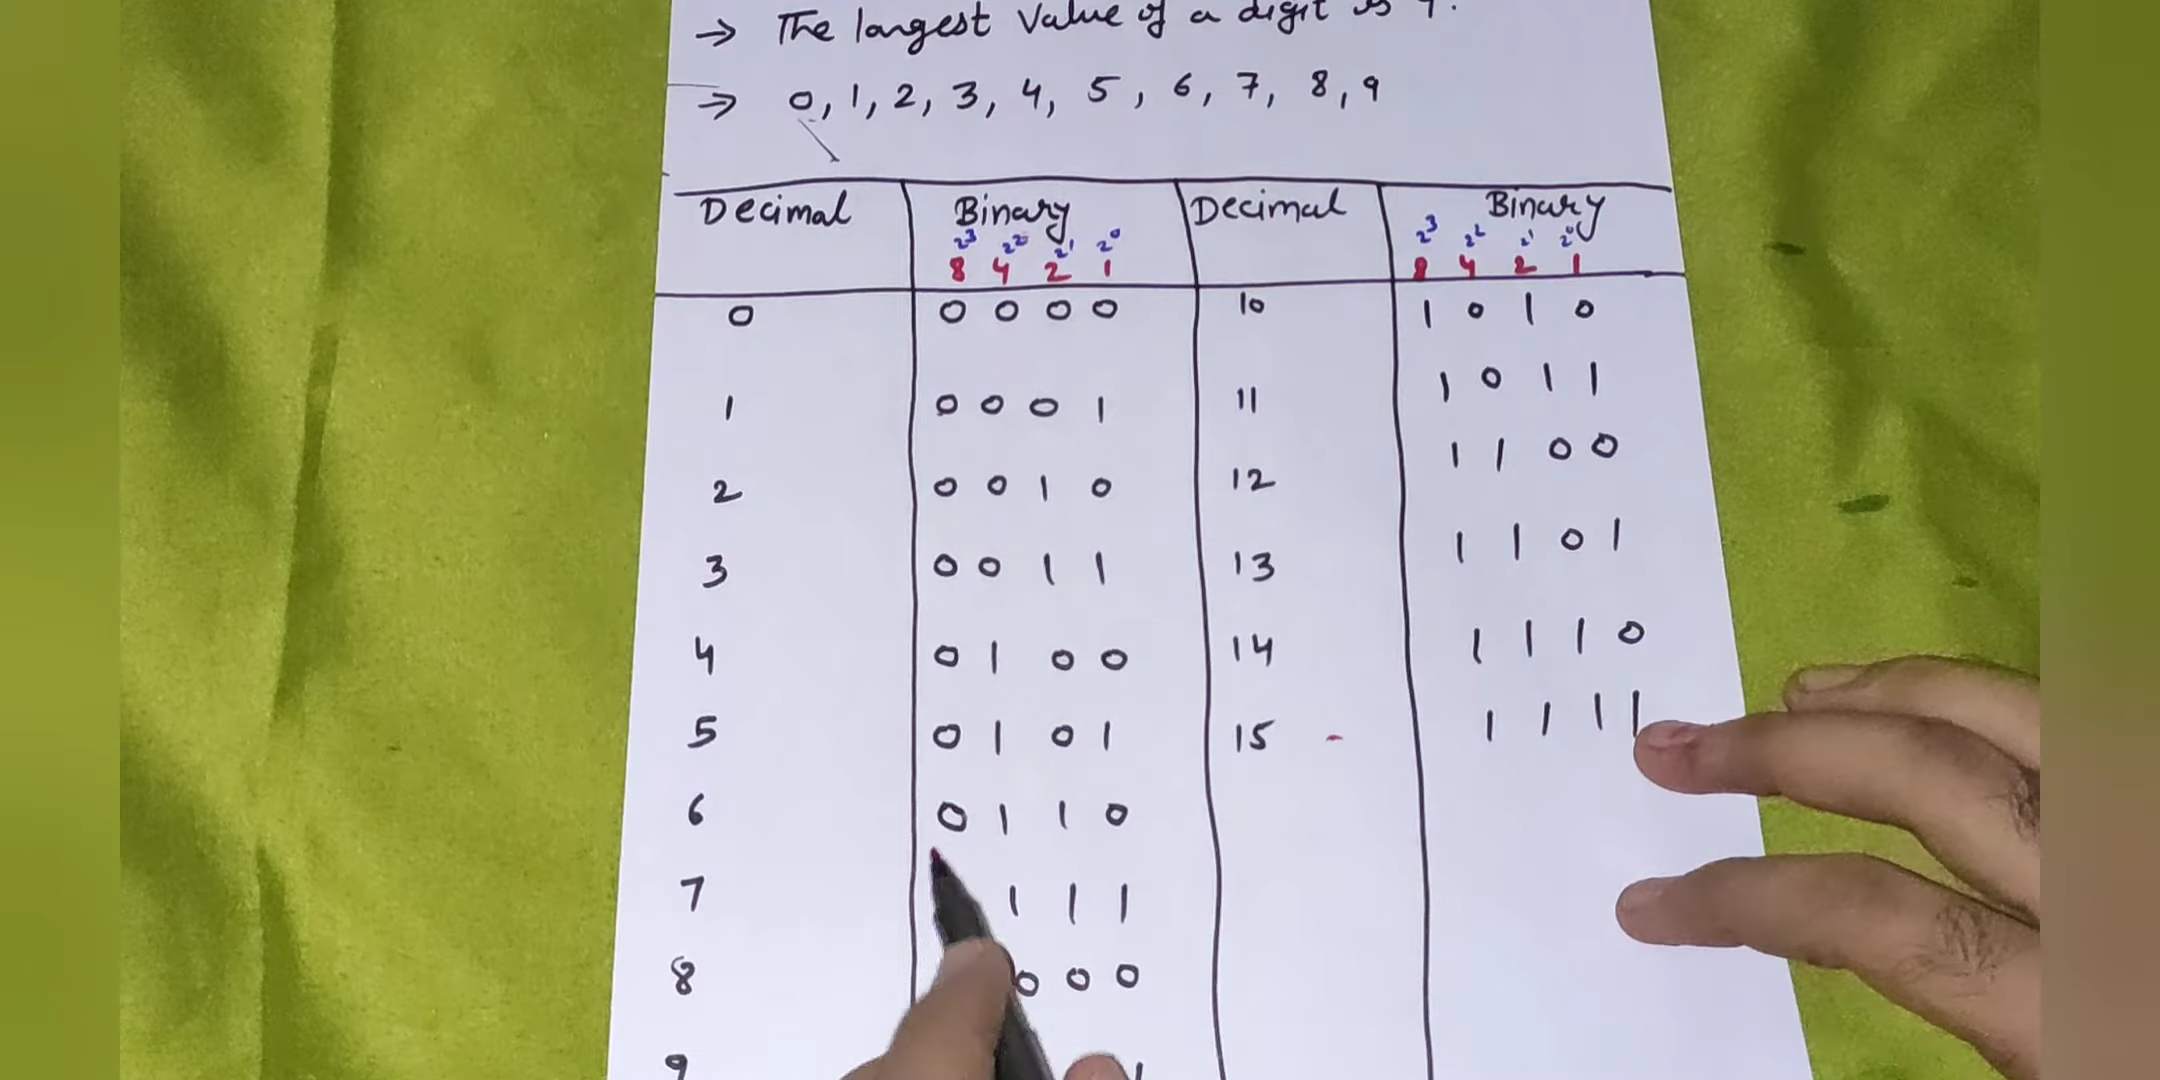 → The largest value of a digit is 9.
→ 0, 1, 2, 3, 4, 5, 6, 7, 8, 9
Decimal Binary Decimal Binary
2³ 2² 2¹ 2⁰ 2³ 2² 2¹ 2⁰
8 4 2 1 8 4 2 1
0 0 0 0 0 10 1 0 1 0
1 0 0 0 1 11 1 0 1 1
2 0 0 1 0 12 1 1 0 0
3 0 0 1 1 13 1 1 0 1
4 0 1 0 0 14 1 1 1 0
5 0 1 0 1 15 - 1 1 1 1
6 0 1 1 0
7 1 1 1
8 0 0 0
9